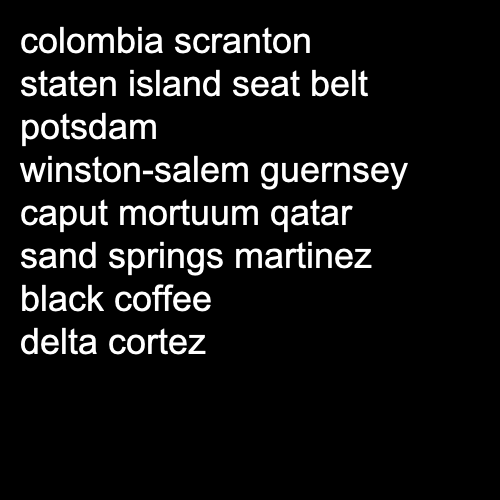 colombia scranton
staten island seat belt
potsdam
winston-salem guernsey
caput mortuum qatar
sand springs martinez
black coffee
delta cortez